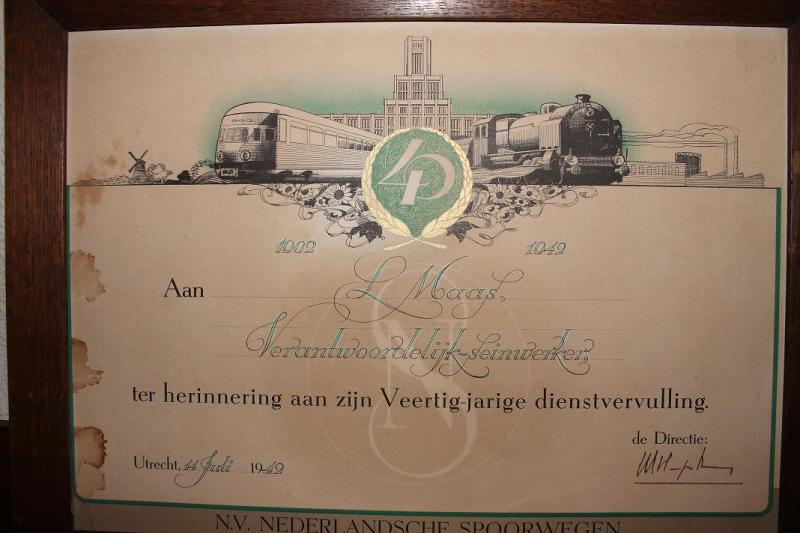 40
1902 1942
Aan L Maas,
Verantwoordelijk-seinwerker,
ter herinnering aan zijn Veertig-jarige dienstvervulling.
de Directie:
Utrecht, 14 Juli 1942
N.V. NEDERLANDSCHE SPOORWEGEN